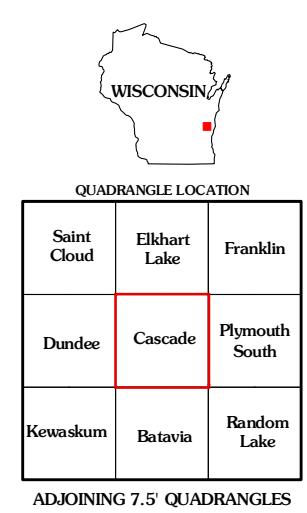 WISCONSIN
QUADRANGLE LOCATION
Saint
Cloud
Elkhart
Lake
Franklin
Dundee
Cascade
Plymouth
South
Kewaskum
Batavia
Random
Lake
ADJOINING 7.5' QUADRANGLES